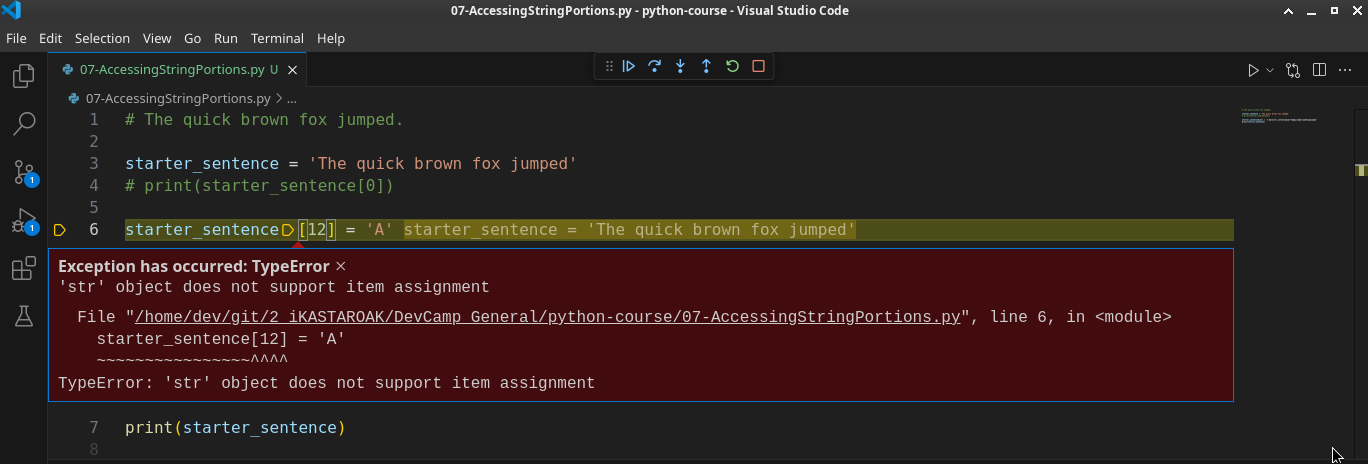 07-AccessingStringPortions.py - python-course - Visual Studio Code
File Edit Selection View Go Run Terminal Help
07-AccessingStringPortions.py U
07-AccessingStringPortions.py > ...
1 # The quick brown fox jumped.
2
3 starter_sentence = 'The quick brown fox jumped'
4 # print(starter_sentence[0])
5
1
6 starter_sentence[12] = 'A' starter_sentence = 'The quick brown fox jumped'
1
Exception has occurred: TypeError
'str' object does not support item assignment
File "/home/dev/git/2_iKASTAROAK/DevCamp_General/python-course/07-AccessingStringPortions.py", line 6, in <module>
starter_sentence[12] = 'A'
~~~~~~~~~~~~~~~~^^^^
TypeError: 'str' object does not support item assignment
7 print(starter_sentence)
8